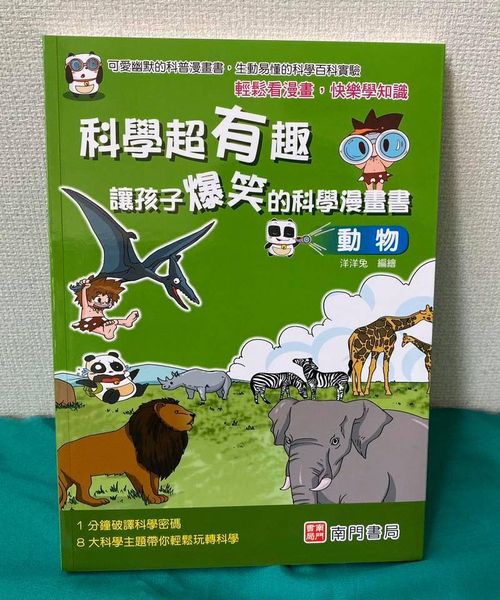 可愛幽默的科普漫畫書，生動易懂的科學百科實驗
輕鬆看漫畫，快樂學知識
科學超有趣
讓孩子爆笑的科學漫畫書
動物
洋洋兔 編繪
1 分鐘破譯科學密碼
8 大科學主題帶你輕鬆玩轉科學
南門書局 南門書局